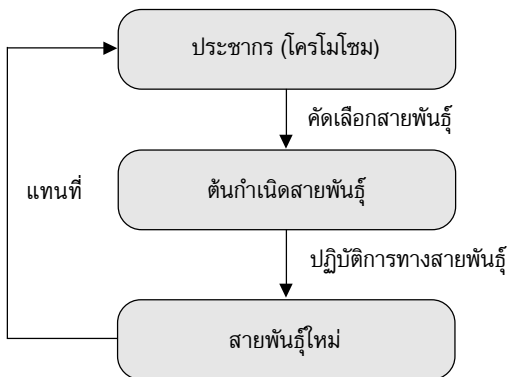 ประชากร (โครโมโซม)
คัดเลือกสายพันธุ์
แทนที่
ต้นกำเนิดสายพันธุ์
ปฏิบัติการทางสายพันธุ์
สายพันธุ์ใหม่